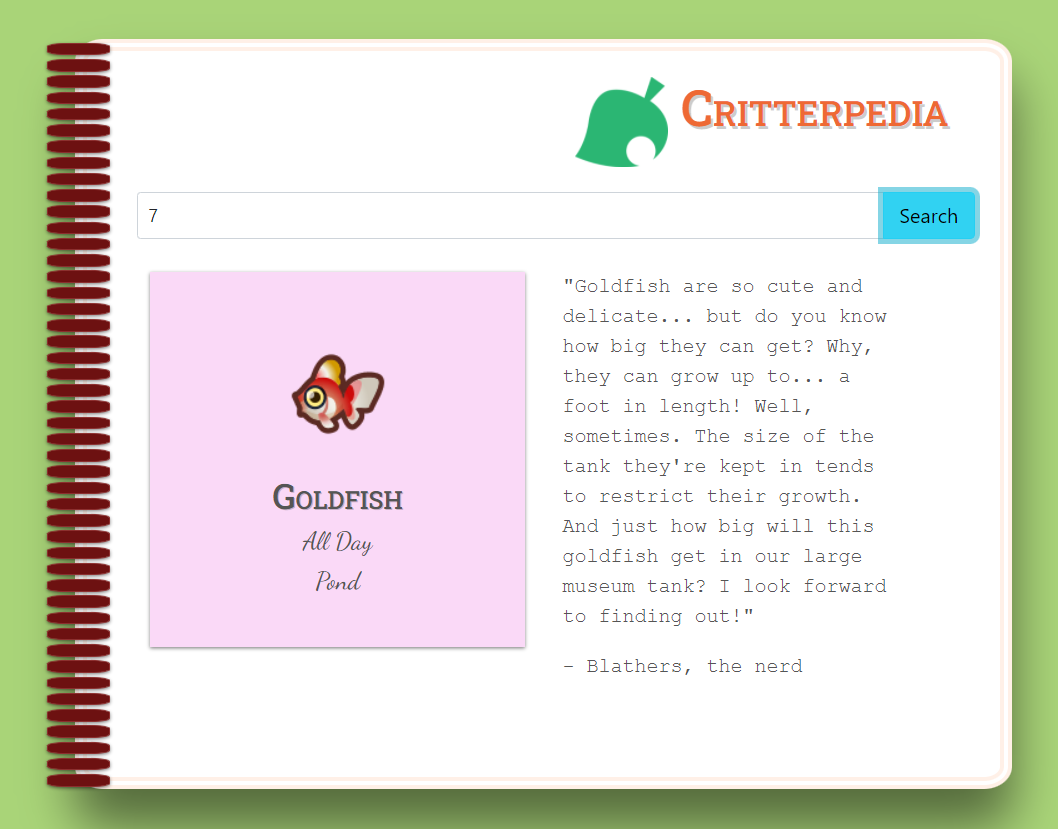 Critterpedia
7
Search
Goldfish
All Day
Pond
"Goldfish are so cute and
delicate... but do you know
how big they can get? Why,
they can grow up to... a
foot in length! Well,
sometimes. The size of the
tank they're kept in tends
to restrict their growth.
And just how big will this
goldfish get in our large
museum tank? I look forward
to finding out!"
– Blathers, the nerd